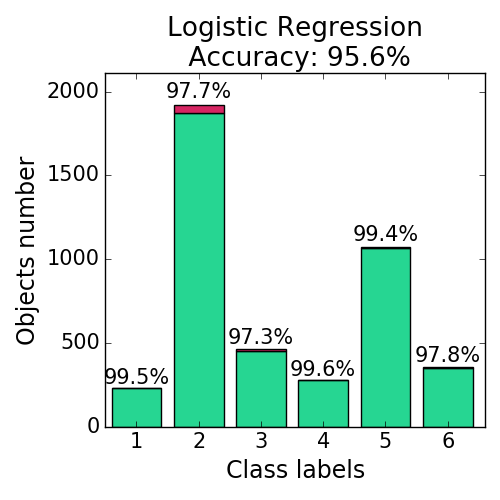 Logistic Regression
Accuracy: 95.6%
2000
1500
1000
500
0
Objects number
97.7%
99.4%
97.3%
99.6%
97.8%
99.5%
1 2 3 4 5 6
Class labels